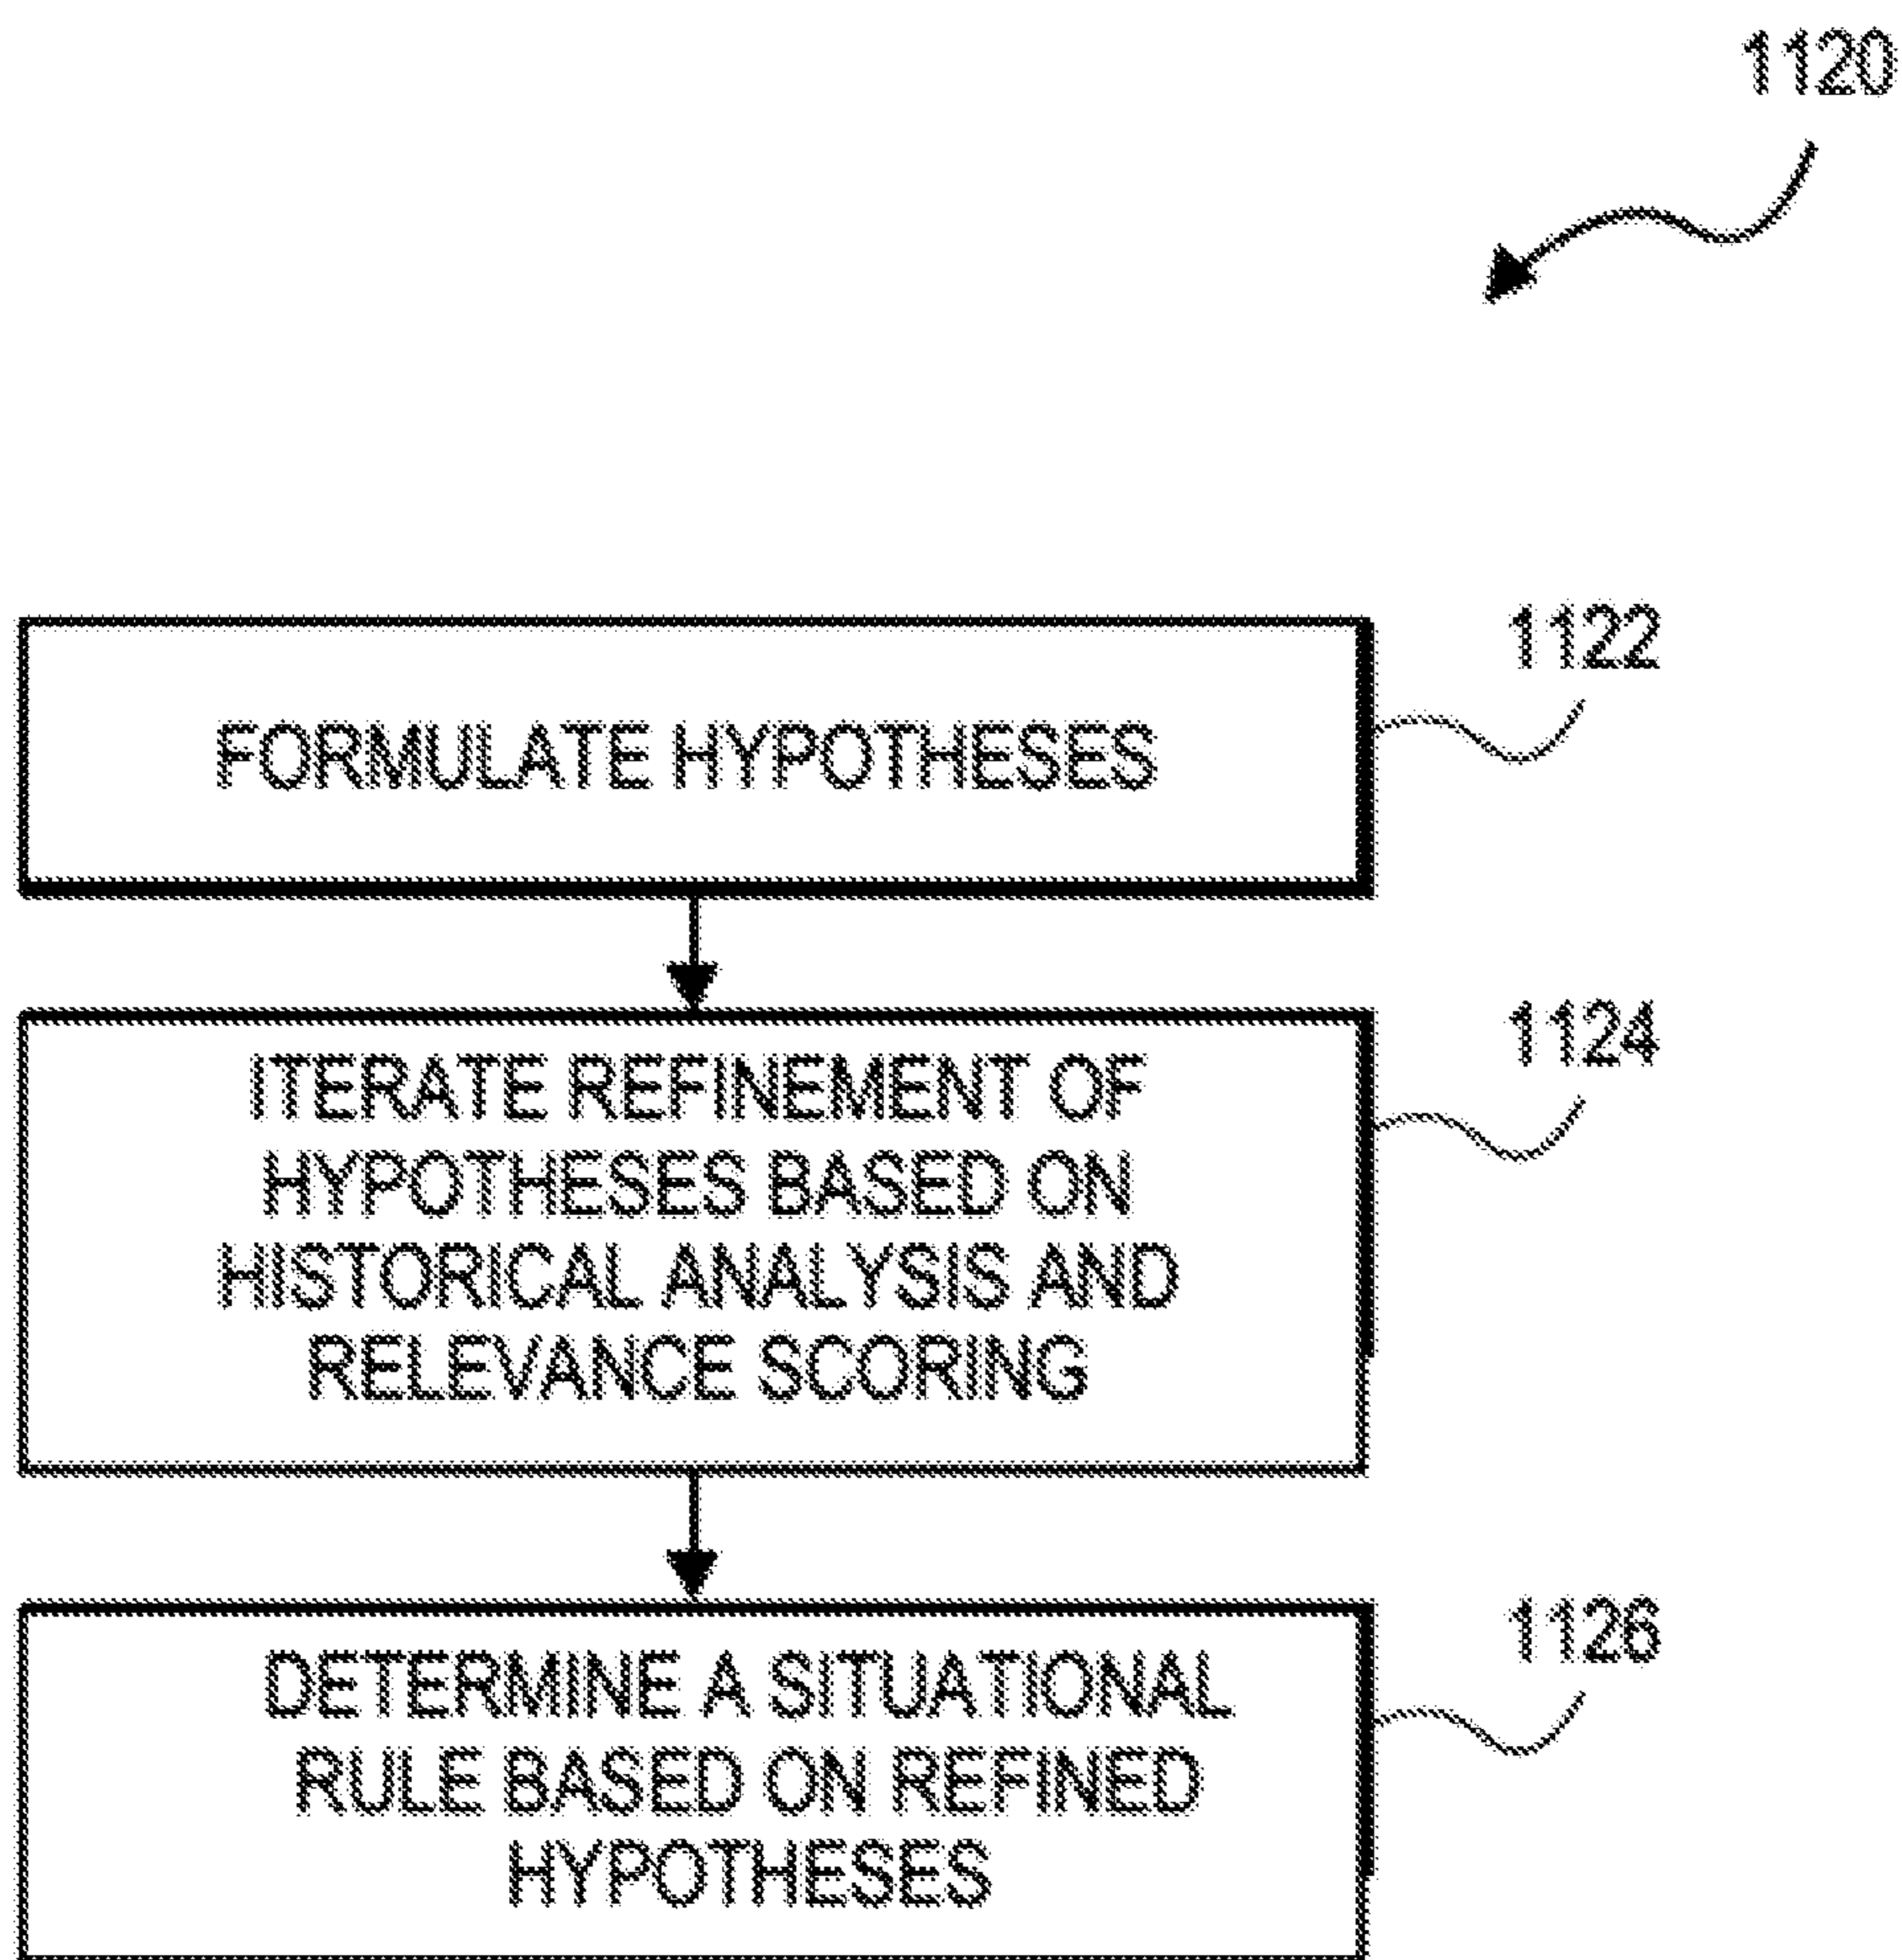 1120
1122
FORMULATE HYPOTHESES
1124
ITERATE REFINEMENT OF
HYPOTHESES BASED ON
HISTORICAL ANALYSIS AND
RELEVANCE SCORING
1126
DETERMINE A SITUATIONAL
RULE BASED ON REFINED
HYPOTHESES